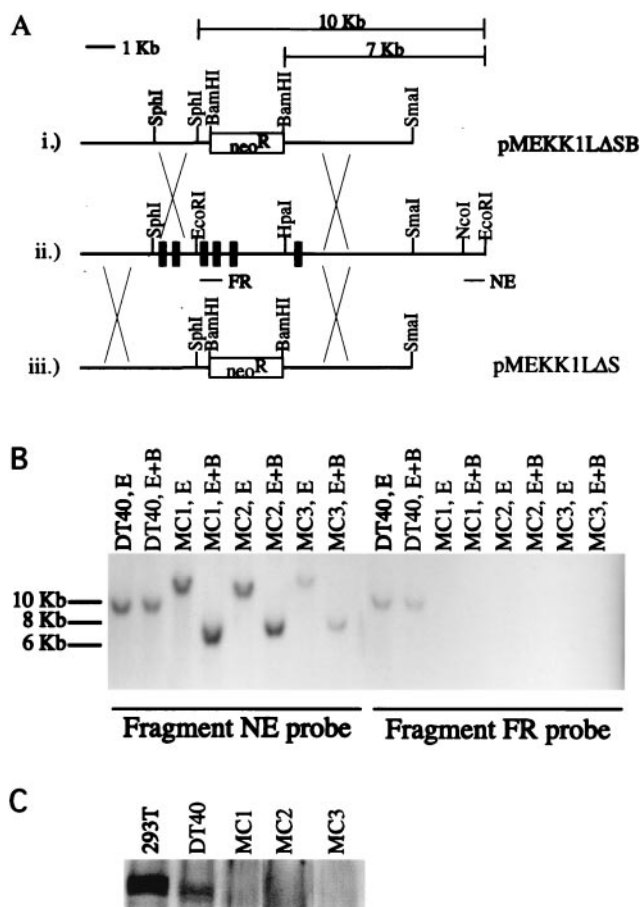 A
10 Kb
1 Kb
7 Kb
SphI
SphI
BamHI
BamHI
SmaI
i.)
neoR
pMEKK1LΔSB
SphI
EcoRI
HpaI
SmaI
NcoI
EcoRI
ii.)
FR
NE
SphI
BamHI
BamHI
SmaI
iii.)
neoR
pMEKK1LΔS
B
DT40, E
DT40, E+B
MC1, E
MC1, E+B
MC2, E
MC2, E+B
MC3, E
MC3, E+B
DT40, E
DT40, E+B
MC1, E
MC1, E+B
MC2, E
MC2, E+B
MC3, E
MC3, E+B
10 Kb
8 Kb
6 Kb
Fragment NE probe
Fragment FR probe
C
293T
DT40
MC1
MC2
MC3